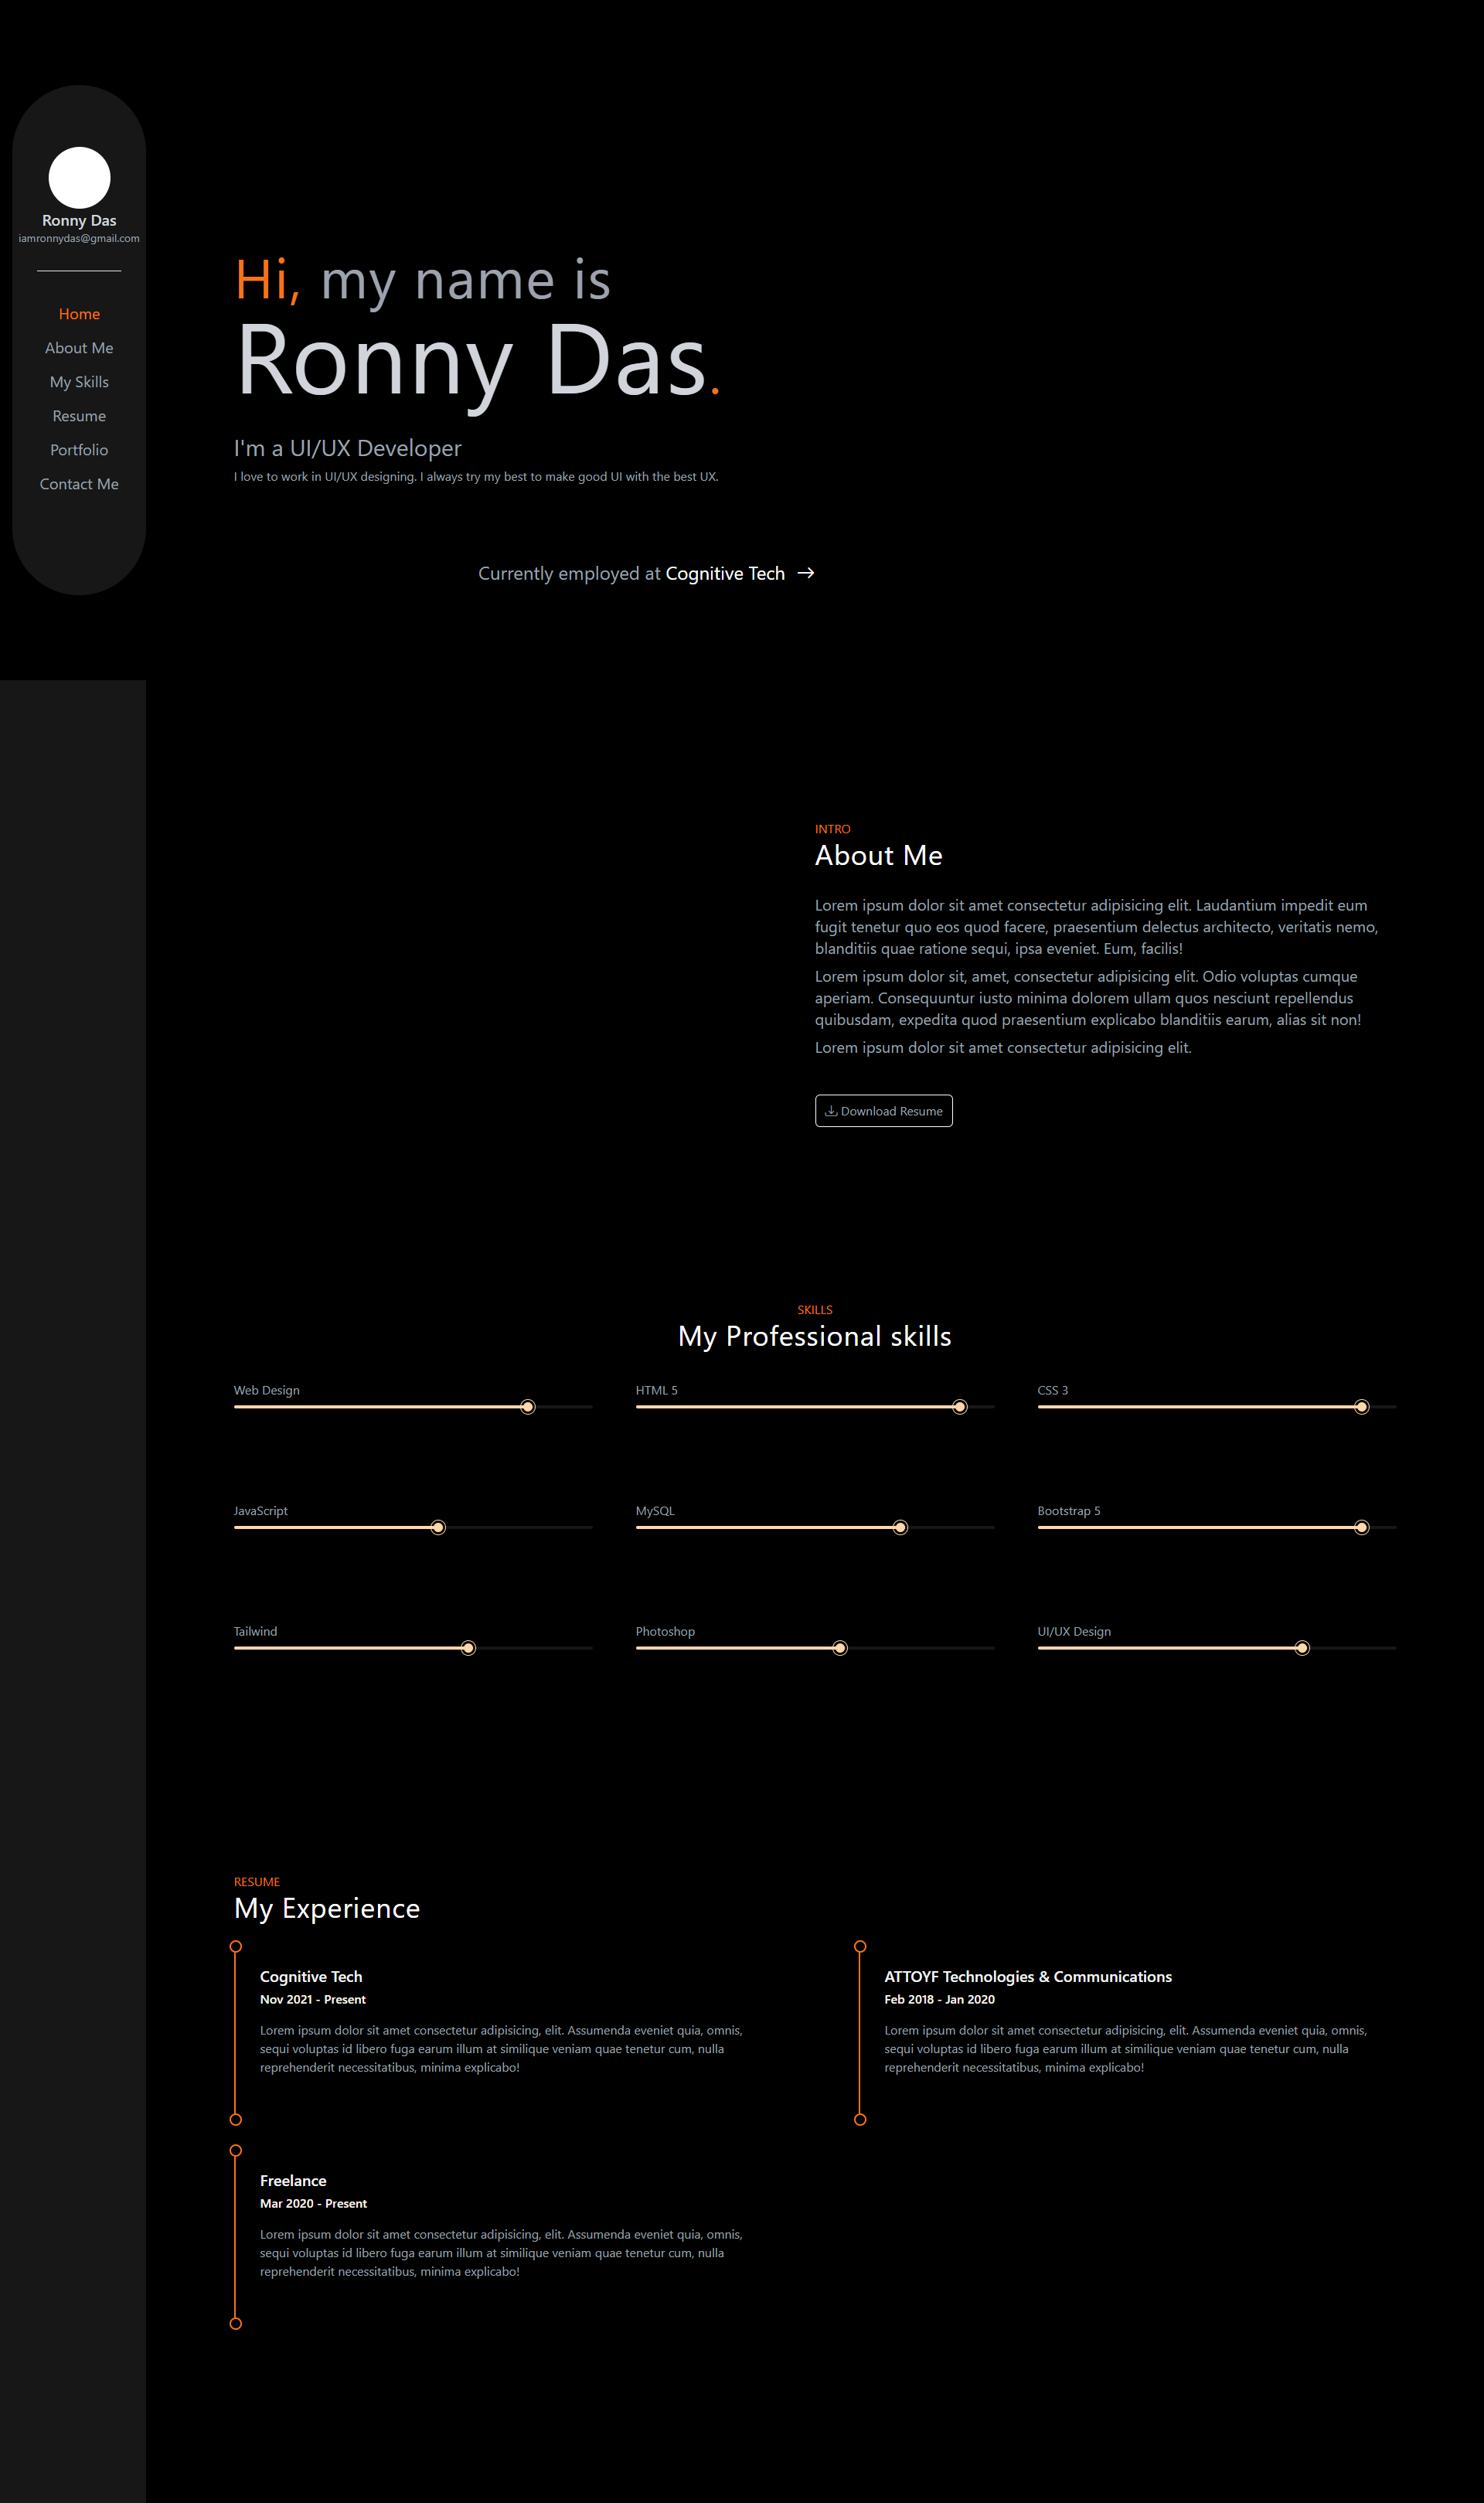 Ronny Das
iamronnydas@gmail.com
Home
About Me
My Skills
Resume
Portfolio
Contact Me
Hi, my name is
Ronny Das.
I'm a UI/UX Developer
I love to work in UI/UX designing. I always try my best to make good UI with the best UX.
Currently employed at Cognitive Tech →
INTRO
About Me
Lorem ipsum dolor sit amet consectetur adipisicing elit. Laudantium impedit eum
fugit tenetur quo eos quod facere, praesentium delectus architecto, veritatis nemo,
blanditiis quae ratione sequi, ipsa eveniet. Eum, facilis!
Lorem ipsum dolor sit, amet, consectetur adipisicing elit. Odio voluptas cumque
aperiam. Consequuntur iusto minima dolorem ullam quos nesciunt repellendus
quibusdam, expedita quod praesentium explicabo blanditiis earum, alias sit non!
Lorem ipsum dolor sit amet consectetur adipisicing elit.
Download Resume
SKILLS
My Professional skills
Web Design
HTML 5
CSS 3
JavaScript
MySQL
Bootstrap 5
Tailwind
Photoshop
UI/UX Design
RESUME
My Experience
Cognitive Tech
Nov 2021 - Present
Lorem ipsum dolor sit amet consectetur adipisicing, elit. Assumenda eveniet quia, omnis,
sequi voluptas id libero fuga earum illum at similique veniam quae tenetur cum, nulla
reprehenderit necessitatibus, minima explicabo!
ATTOYF Technologies & Communications
Feb 2018 - Jan 2020
Lorem ipsum dolor sit amet consectetur adipisicing, elit. Assumenda eveniet quia, omnis,
sequi voluptas id libero fuga earum illum at similique veniam quae tenetur cum, nulla
reprehenderit necessitatibus, minima explicabo!
Freelance
Mar 2020 - Present
Lorem ipsum dolor sit amet consectetur adipisicing, elit. Assumenda eveniet quia, omnis,
sequi voluptas id libero fuga earum illum at similique veniam quae tenetur cum, nulla
reprehenderit necessitatibus, minima explicabo!